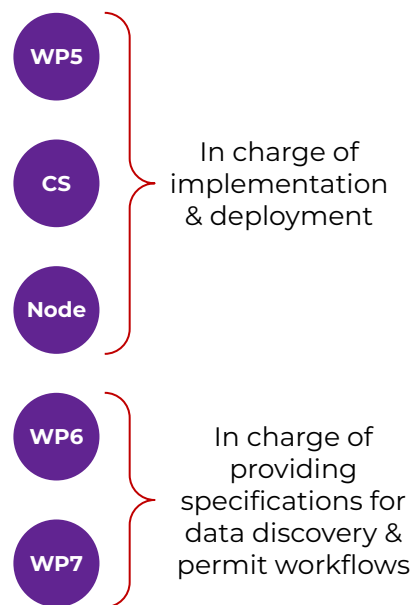 WP5
CS
Node
In charge of
implementation
& deployment
WP6
WP7
In charge of
providing
specifications for
data discovery &
permit workflows